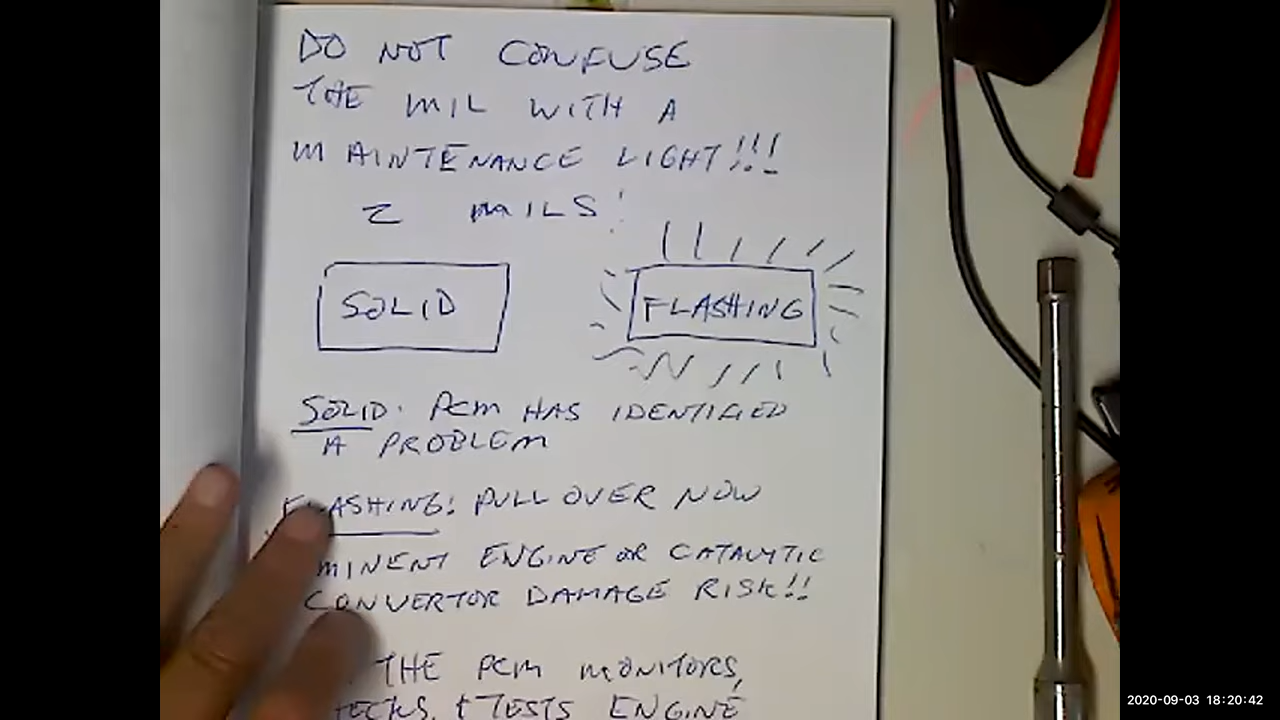 DO NOT CONFUSE
THE MIL WITH A
MAINTENANCE LIGHT!!!
2 MILS!
SOLID
FLASHING
SOLID: PCM HAS IDENTIFIED
A PROBLEM
FLASHING: PULL OVER NOW
MINENT ENGINE OR CATALYTIC
CONVERTOR DAMAGE RISK!!
THE PCM MONITORS,
& TESTS ENGINE
2020-09-03 18:20:42